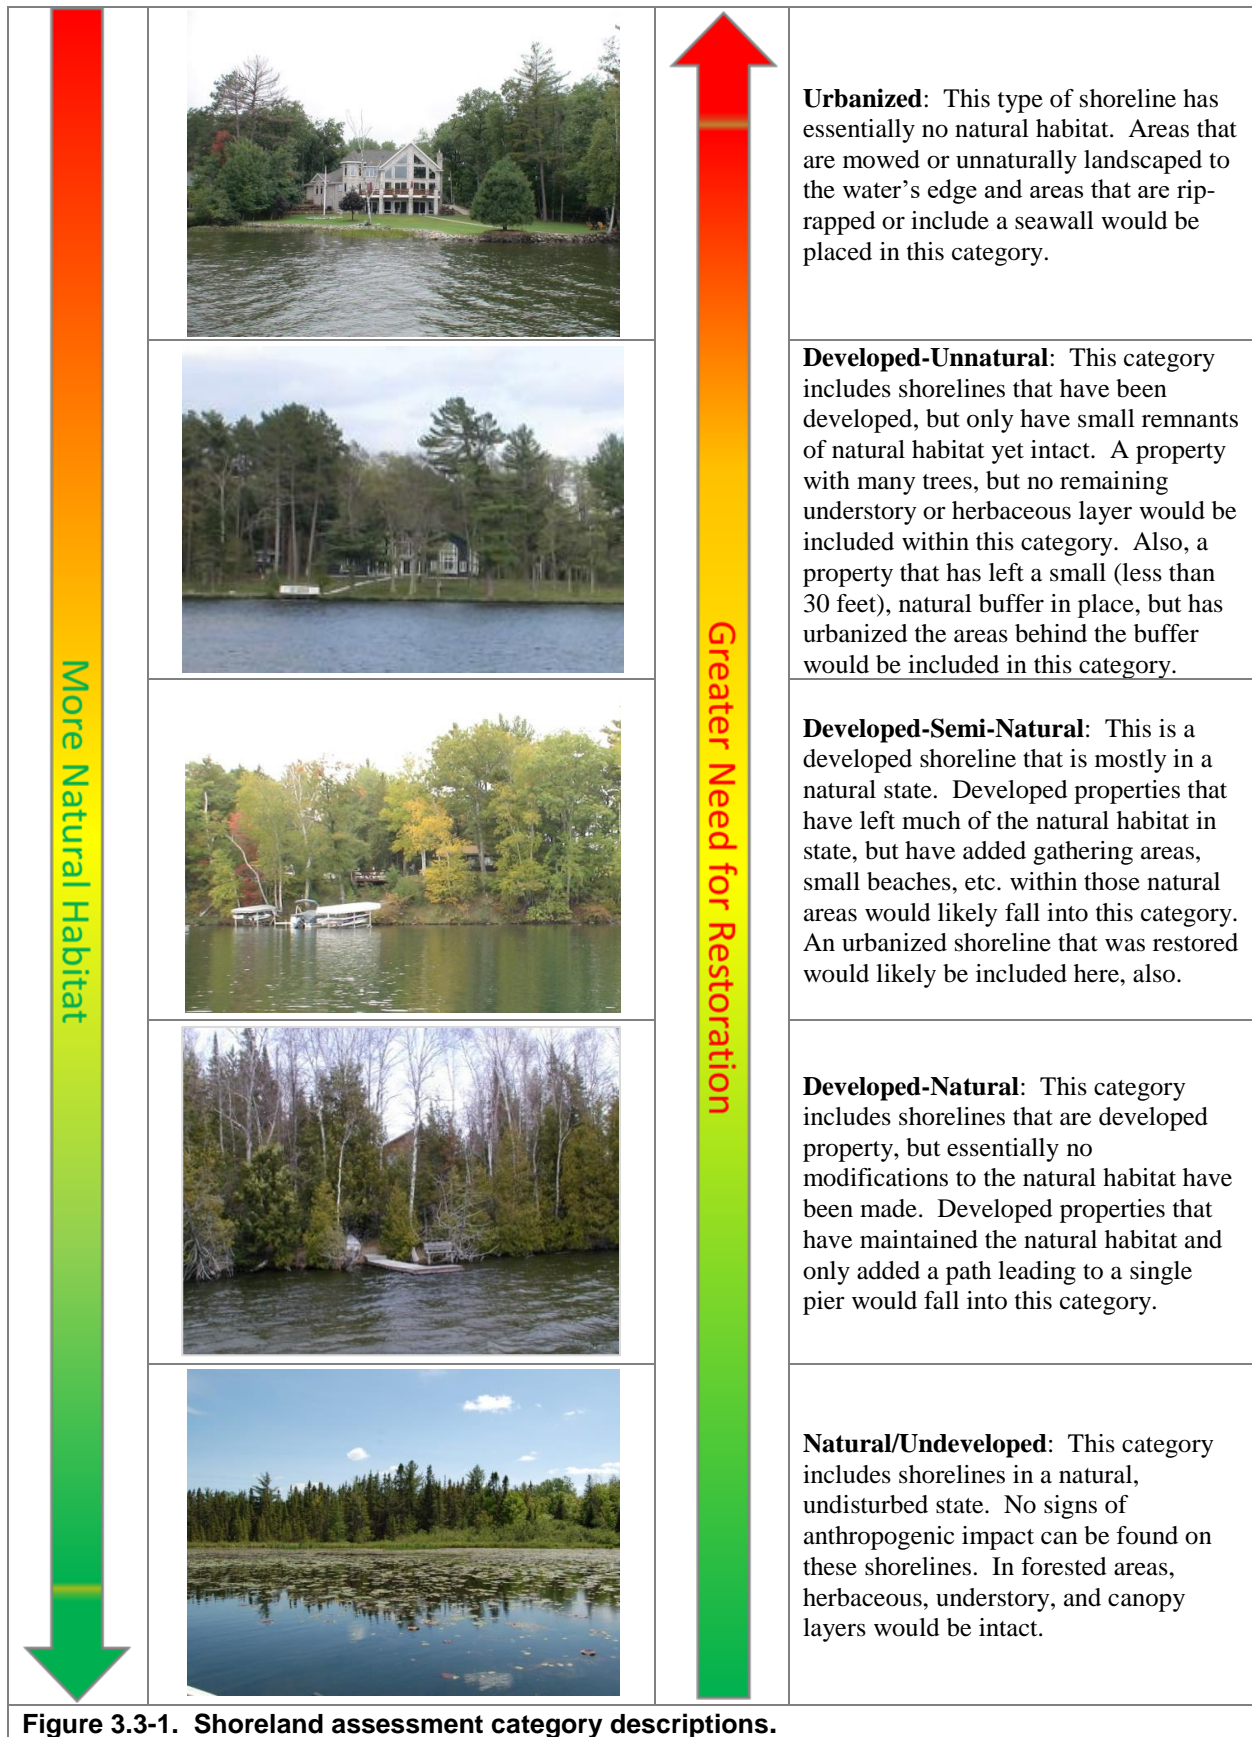 More Natural Habitat
Greater Need for Restoration
Urbanized: This type of shoreline has
essentially no natural habitat. Areas that
are mowed or unnaturally landscaped to
the water's edge and areas that are rip-
rapped or include a seawall would be
placed in this category.
Developed-Unnatural: This category
includes shorelines that have been
developed, but only have small remnants
of natural habitat yet intact. A property
with many trees, but no remaining
understory or herbaceous layer would be
included within this category. Also, a
property that has left a small (less than
30 feet), natural buffer in place, but has
urbanized the areas behind the buffer
would be included in this category.
Developed-Semi-Natural: This is a
developed shoreline that is mostly in a
natural state. Developed properties that
have left much of the natural habitat in
state, but have added gathering areas,
small beaches, etc. within those natural
areas would likely fall into this category.
An urbanized shoreline that was restored
would likely be included here, also.
Developed-Natural: This category
includes shorelines that are developed
property, but essentially no
modifications to the natural habitat have
been made. Developed properties that
have maintained the natural habitat and
only added a path leading to a single
pier would fall into this category.
Natural/Undeveloped: This category
includes shorelines in a natural,
undisturbed state. No signs of
anthropogenic impact can be found on
these shorelines. In forested areas,
herbaceous, understory, and canopy
layers would be intact.
Figure 3.3-1. Shoreland assessment category descriptions.